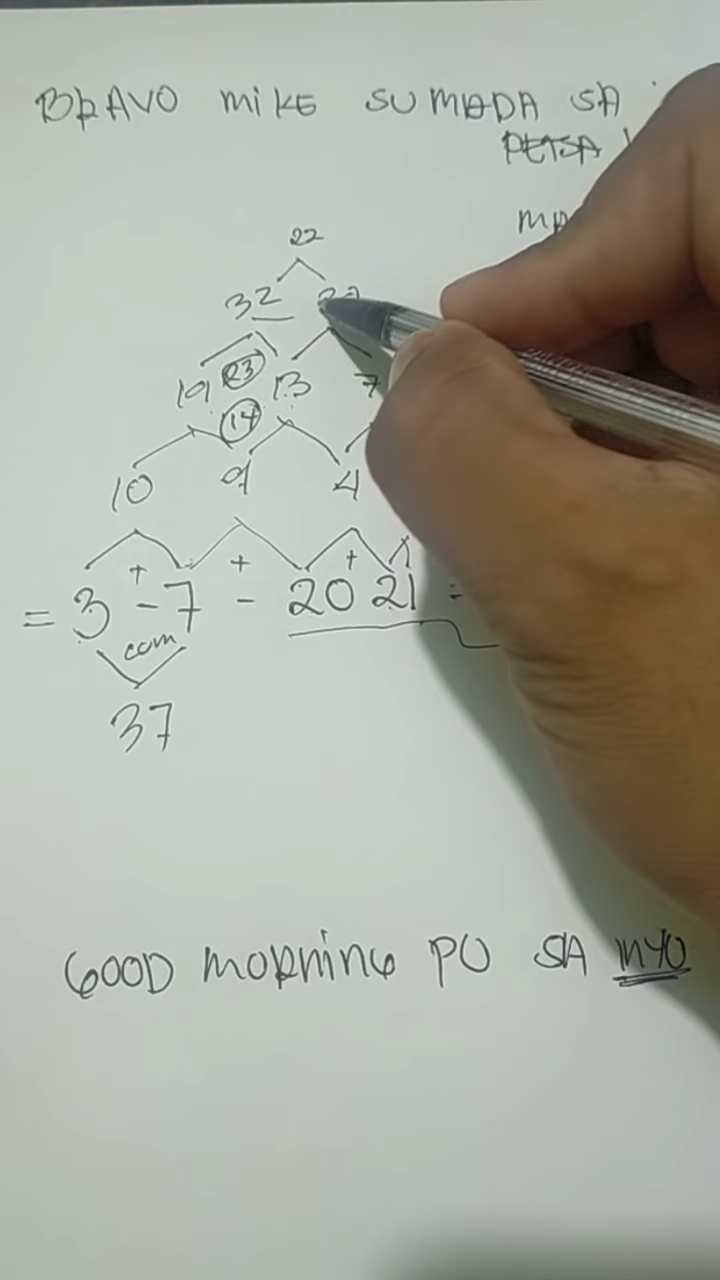 BRAVO MIKE SUMADA SA
PETSA
22
32
19 23 13 7
14
10 9 4
+ + +
= 3 - 7 - 20 21 =
com
37
GOOD MORNING PO SA INYO